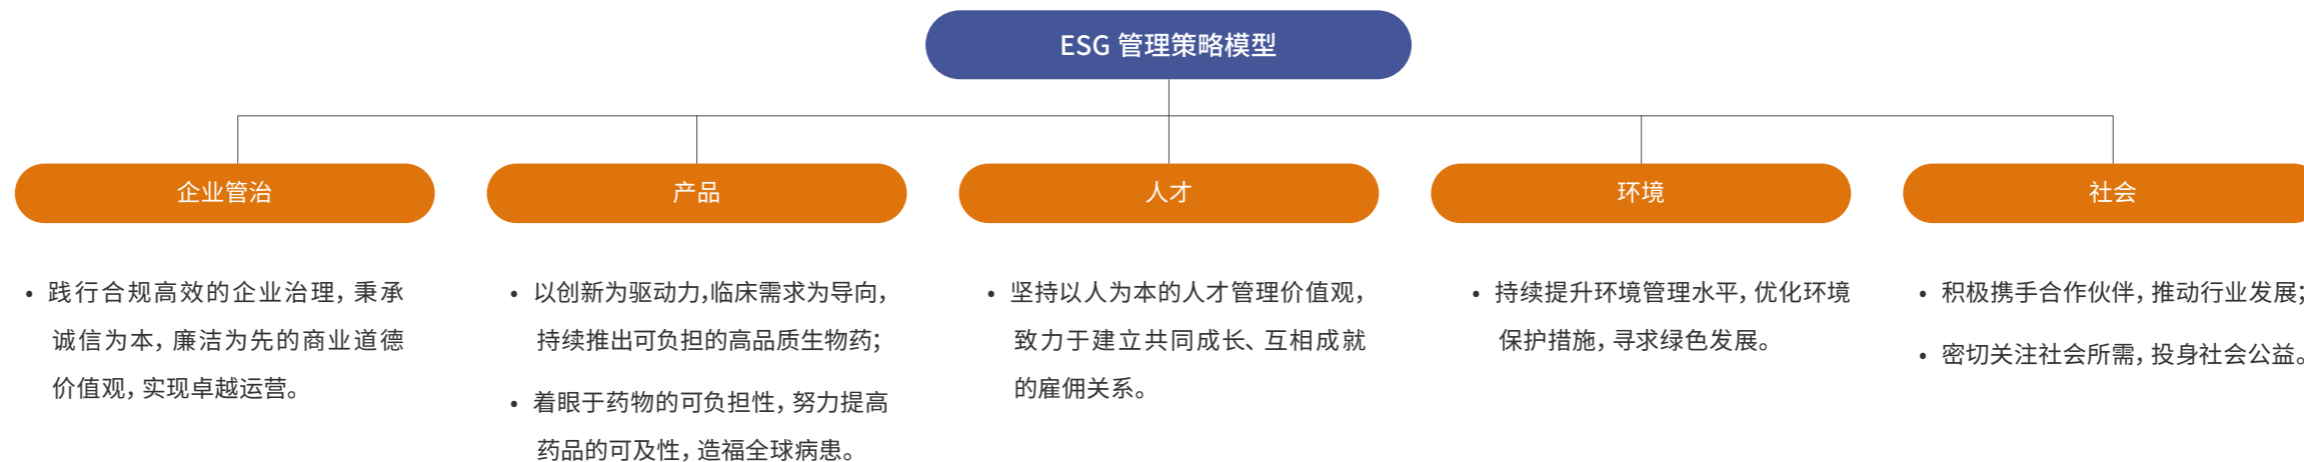 ESG 管理策略模型
企业管治
产品
人才
环境
社会
• 践行合规高效的企业治理，秉承
诚信为本，廉洁为先的商业道德
价值观，实现卓越运营。
• 以创新为驱动力，临床需求为导向，
持续推出可负担的高品质生物药；
• 着眼于药物的可负担性，努力提高
药品的可及性，造福全球病患。
• 坚持以人为本的人才管理价值观，
致力于建立共同成长、互相成就
的雇佣关系。
• 持续提升环境管理水平，优化环境
保护措施，寻求绿色发展。
• 积极携手合作伙伴，推动行业发展；
• 密切关注社会所需，投身社会公益。